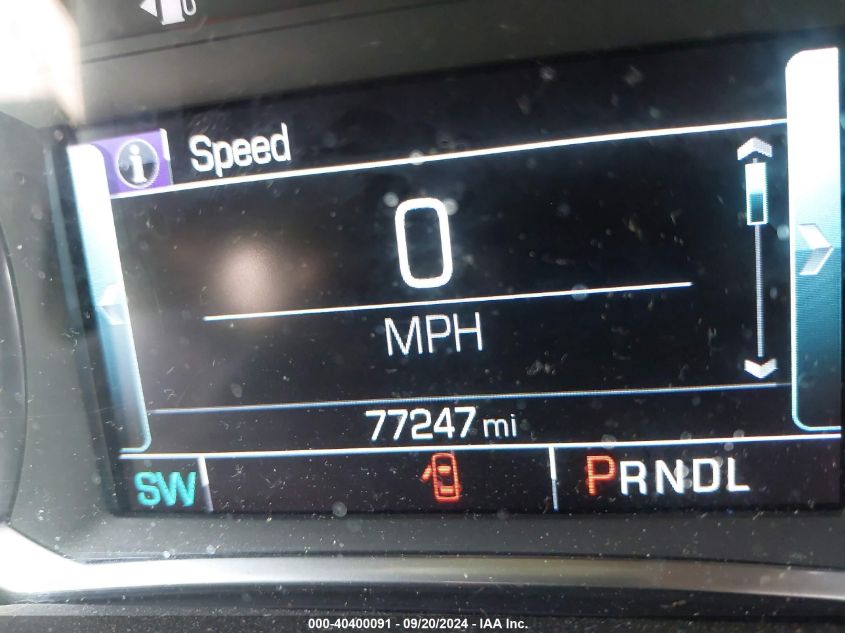 Speed
0
MPH
77247 mi
SW PRNDL
000-40400091 - 09/20/2024 - IAA Inc.